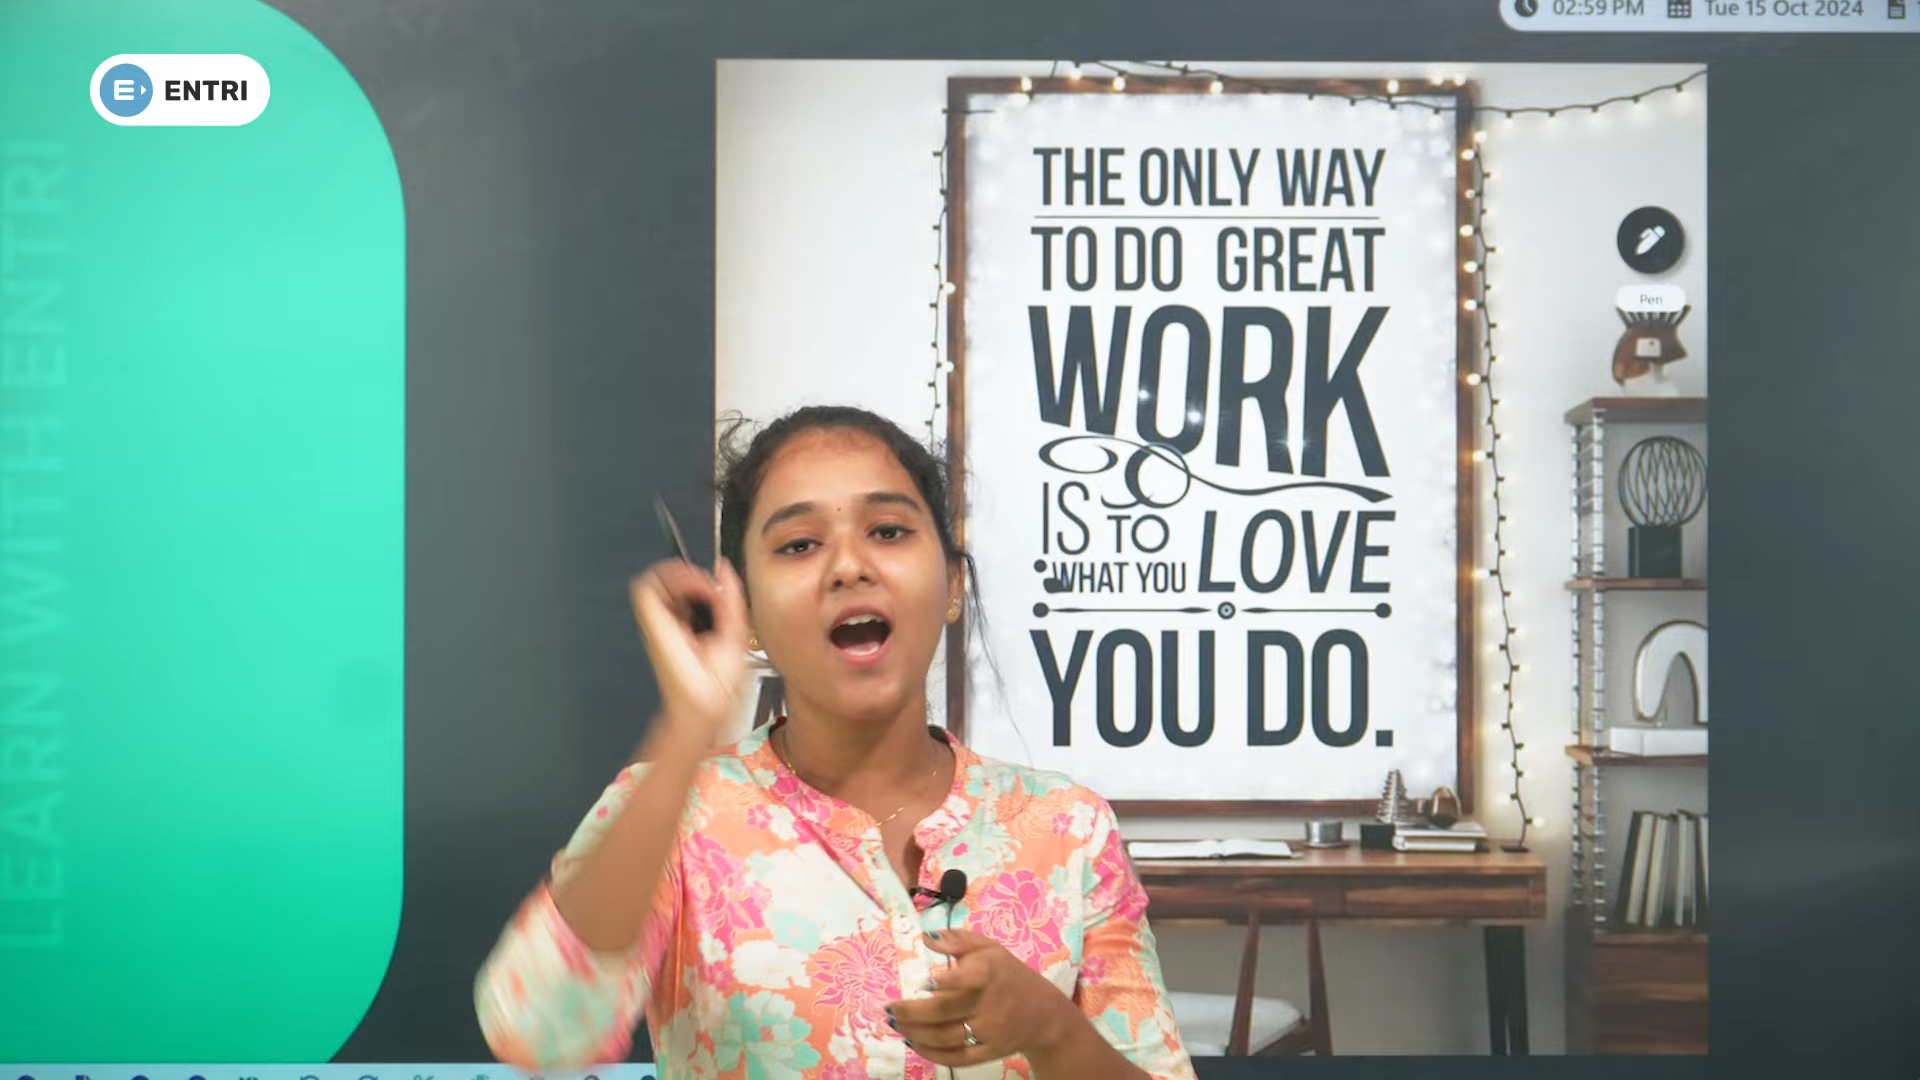 02:59 PM Tue 15 Oct 2024
ENTRI
LEARN WITH ENTRI
THE ONLY WAY
TO DO GREAT
WORK
IS TO
WHAT YOU LOVE
YOU DO.
Pen